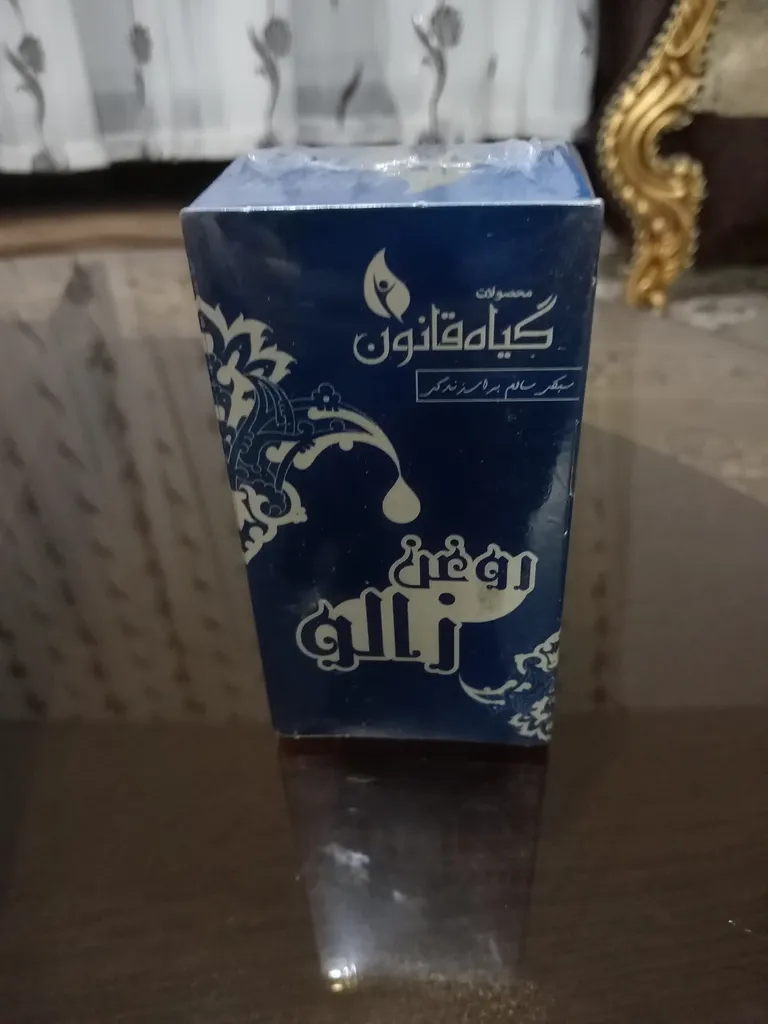 محصولات
گیاه قانون
سبکی سالم برای زندگی
روغن
زالو